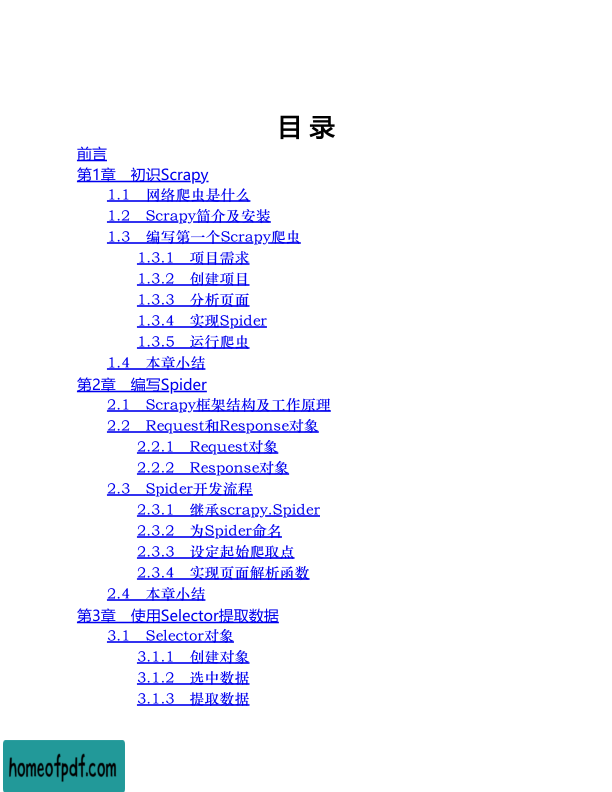 目 录
前言
第1章　初识Scrapy
1.1　网络爬虫是什么
1.2　Scrapy简介及安装
1.3　编写第一个Scrapy爬虫
1.3.1　项目需求
1.3.2　创建项目
1.3.3　分析页面
1.3.4　实现Spider
1.3.5　运行爬虫
1.4　本章小结
第2章　编写Spider
2.1　Scrapy框架结构及工作原理
2.2　Request和Response对象
2.2.1　Request对象
2.2.2　Response对象
2.3　Spider开发流程
2.3.1　继承scrapy.Spider
2.3.2　为Spider命名
2.3.3　设定起始爬取点
2.3.4　实现页面解析函数
2.4　本章小结
第3章　使用Selector提取数据
3.1　Selector对象
3.1.1　创建对象
3.1.2　选中数据
3.1.3　提取数据
homeofpdf.com